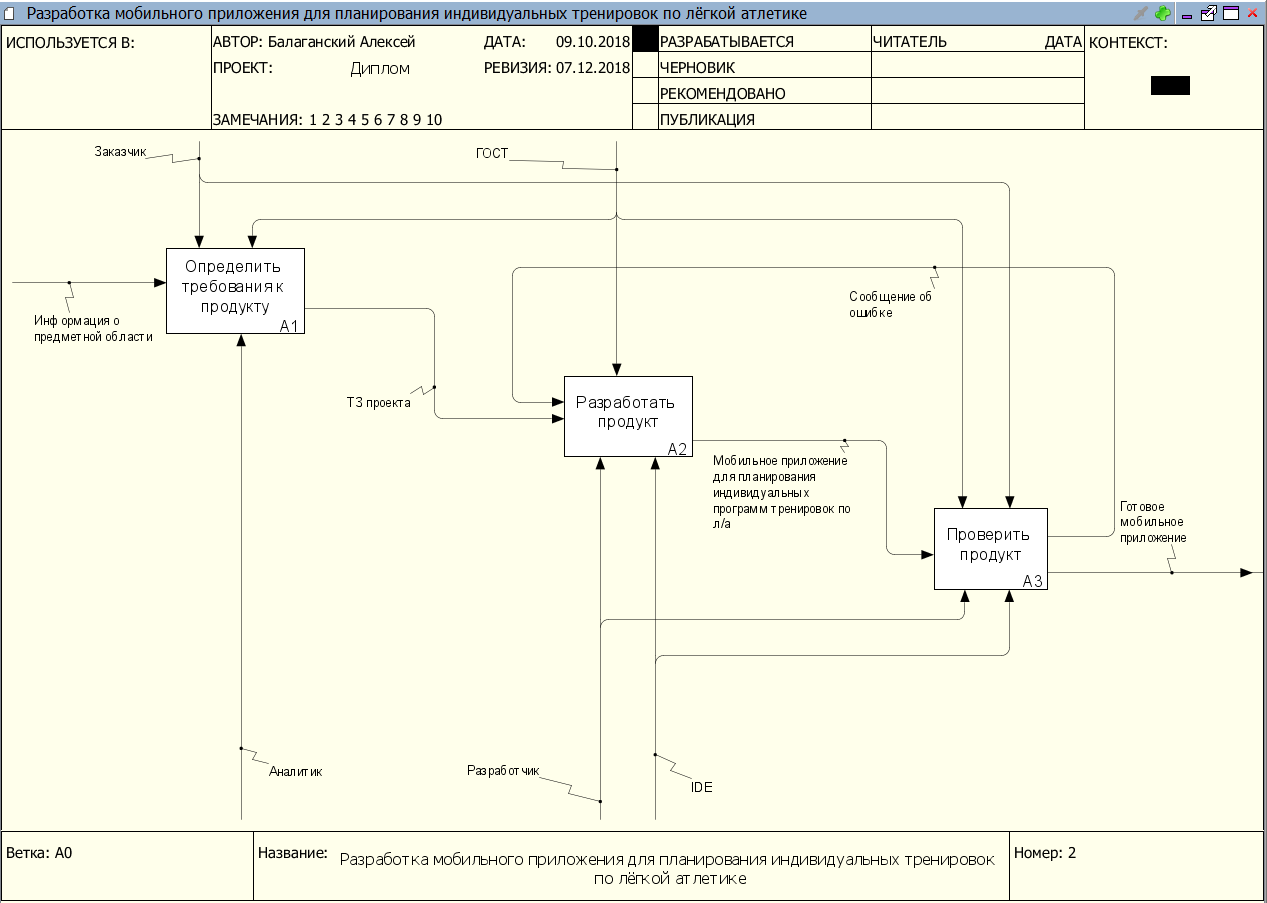 Разработка мобильного приложения для планирования индивидуальных тренировок по лёгкой атлетике
ИСПОЛЬЗУЕТСЯ В:
АВТОР: Балаганский Алексей
ДАТА: 09.10.2018
РАЗРАБАТЫВАЕТСЯ
ЧИТАТЕЛЬ
ДАТА
КОНТЕКСТ:
ПРОЕКТ: Диплом
РЕВИЗИЯ: 07.12.2018
ЧЕРНОВИК
РЕКОМЕНДОВАНО
ЗАМЕЧАНИЯ: 1 2 3 4 5 6 7 8 9 10
ПУБЛИКАЦИЯ
Заказчик
ГОСТ
Определить
требования к
продукту
A1
Информация о
предметной области
Сообщение об
ошибке
ТЗ проекта
Разработать
продукт
A2
Мобильное приложение
для планирования
индивидуальных
программ тренировок по
л/а
Готовое
мобильное
приложение
Проверить
продукт
A3
Аналитик
Разработчик
IDE
Ветка: A0
Название:
Разработка мобильного приложения для планирования индивидуальных тренировок
по лёгкой атлетике
Номер: 2